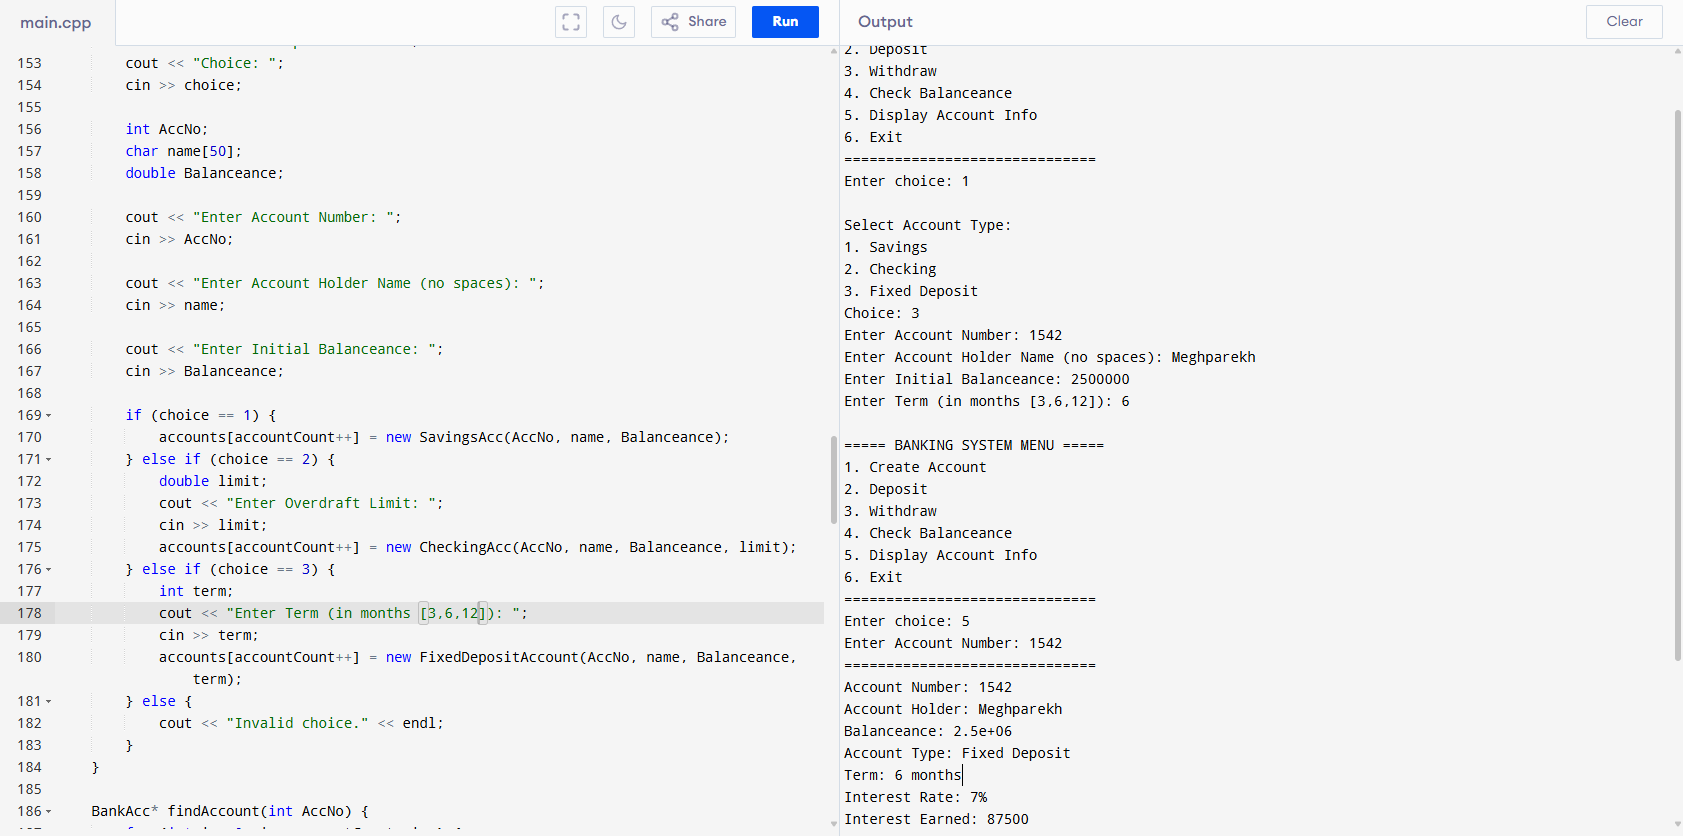 main.cpp
Share
Run
153 cout << "Choice: ";
154 cin >> choice;
155
156 int AccNo;
157 char name[50];
158 double Balanceance;
159
160 cout << "Enter Account Number: ";
161 cin >> AccNo;
162
163 cout << "Enter Account Holder Name (no spaces): ";
164 cin >> name;
165
166 cout << "Enter Initial Balanceance: ";
167 cin >> Balanceance;
168
169 if (choice == 1) {
170 accounts[accountCount++] = new SavingsAcc(AccNo, name, Balanceance);
171 } else if (choice == 2) {
172 double limit;
173 cout << "Enter Overdraft Limit: ";
174 cin >> limit;
175 accounts[accountCount++] = new CheckingAcc(AccNo, name, Balanceance, limit);
176 } else if (choice == 3) {
177 int term;
178 cout << "Enter Term (in months [3,6,12]): ";
179 cin >> term;
180 accounts[accountCount++] = new FixedDepositAccount(AccNo, name, Balanceance,
term);
181 } else {
182 cout << "Invalid choice." << endl;
183 }
184 }
185
186 BankAcc* findAccount(int AccNo) {
Output
Clear
2. Deposit
3. Withdraw
4. Check Balanceance
5. Display Account Info
6. Exit
==============================
Enter choice: 1
Select Account Type:
1. Savings
2. Checking
3. Fixed Deposit
Choice: 3
Enter Account Number: 1542
Enter Account Holder Name (no spaces): Meghparekh
Enter Initial Balanceance: 2500000
Enter Term (in months [3,6,12]): 6
===== BANKING SYSTEM MENU =====
1. Create Account
2. Deposit
3. Withdraw
4. Check Balanceance
5. Display Account Info
6. Exit
==============================
Enter choice: 5
Enter Account Number: 1542
==============================
Account Number: 1542
Account Holder: Meghparekh
Balanceance: 2.5e+06
Account Type: Fixed Deposit
Term: 6 months
Interest Rate: 7%
Interest Earned: 87500